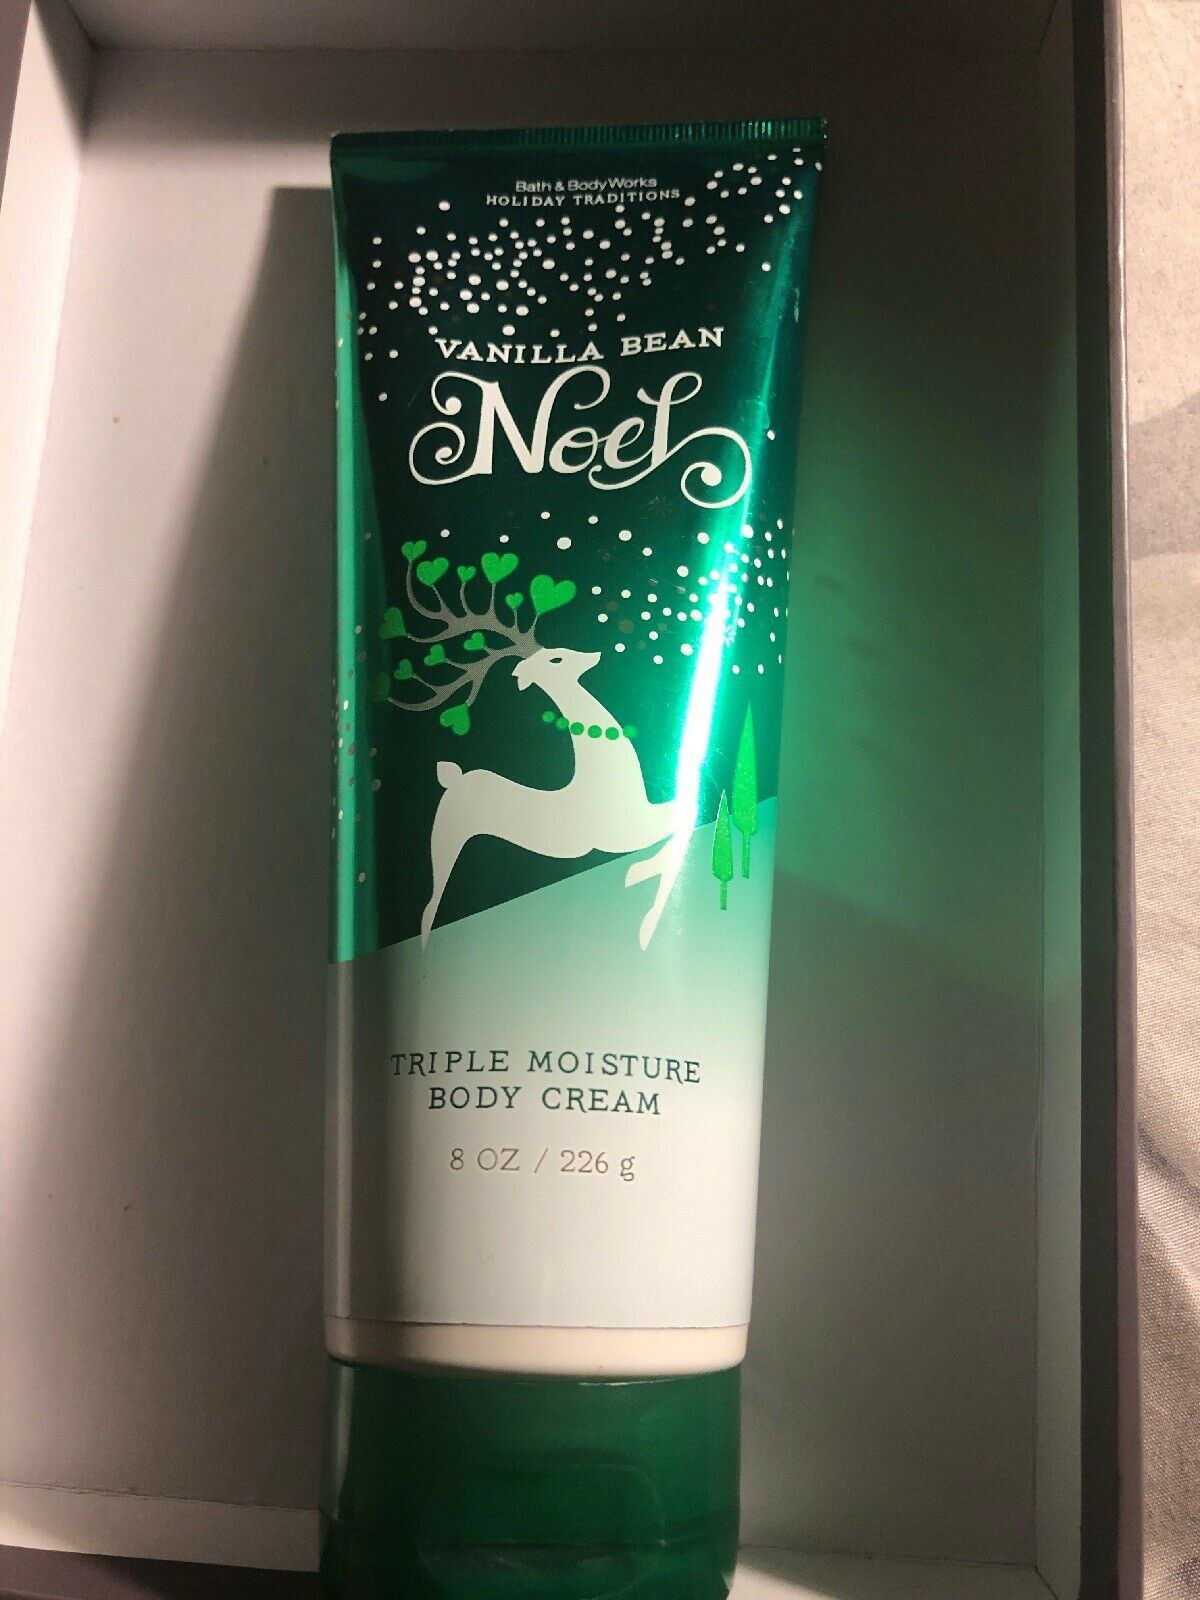 Bath & Body Works
HOLIDAY TRADITIONS
VANILLA BEAN
Noel
TRIPLE MOISTURE
BODY CREAM
8 OZ / 226 g